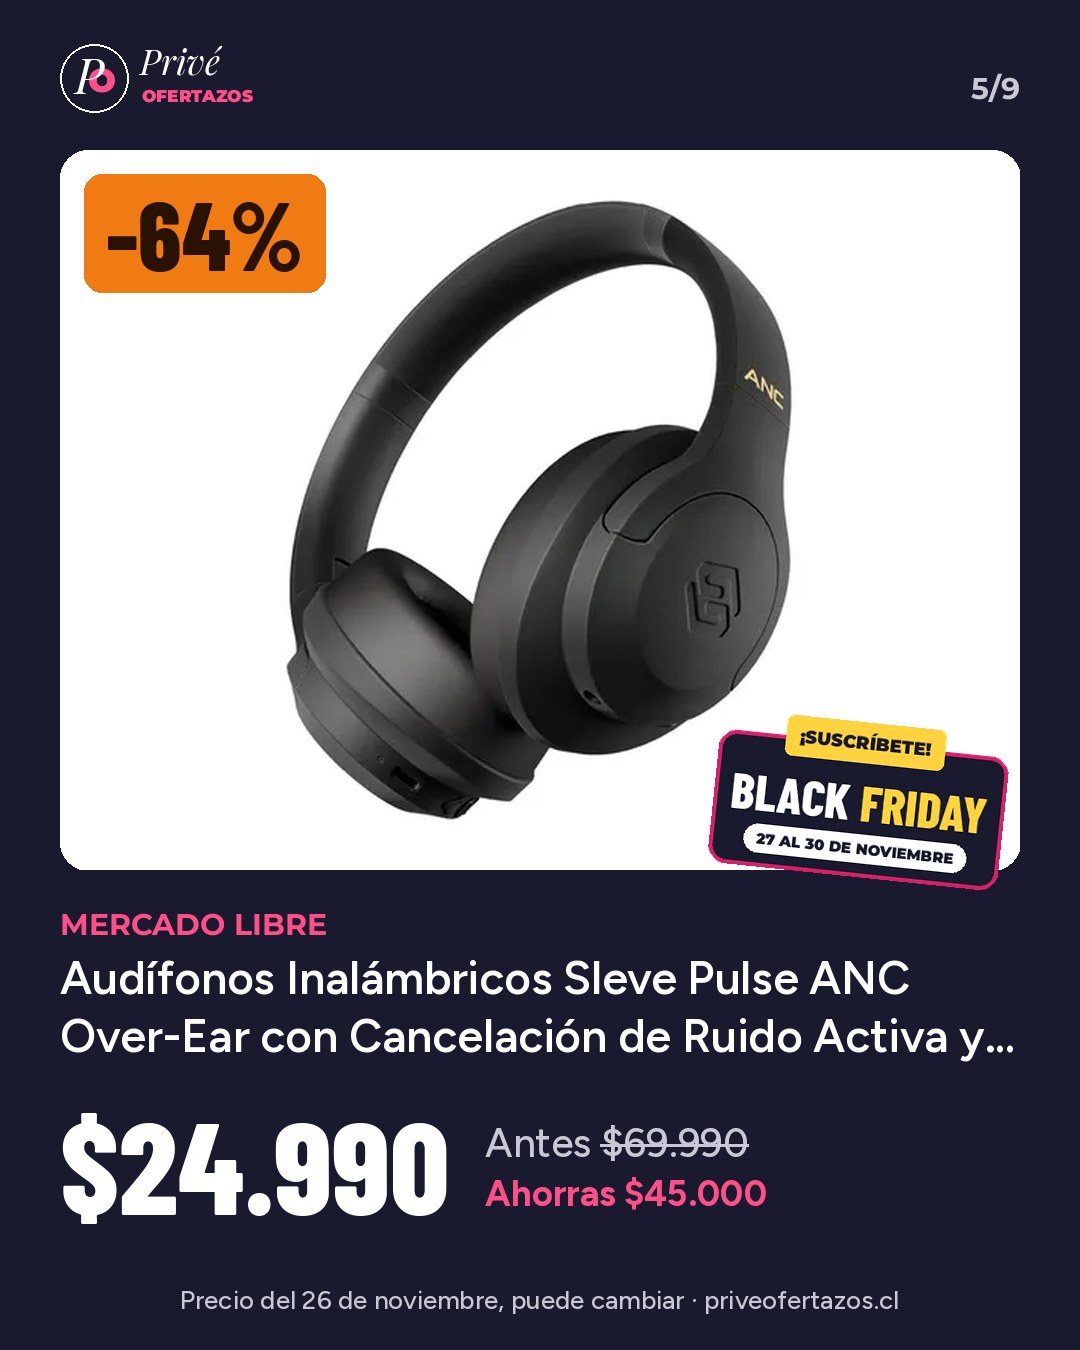 Privé
OFERTAZOS
5/9
-64%
ANC
¡SUSCRÍBETE!
BLACK FRIDAY
27 AL 30 DE NOVIEMBRE
MERCADO LIBRE
Audífonos Inalámbricos Sleve Pulse ANC
Over-Ear con Cancelación de Ruido Activa y...
$24.990
Antes $69.990
Ahorras $45.000
Precio del 26 de noviembre, puede cambiar · priveofertazos.cl